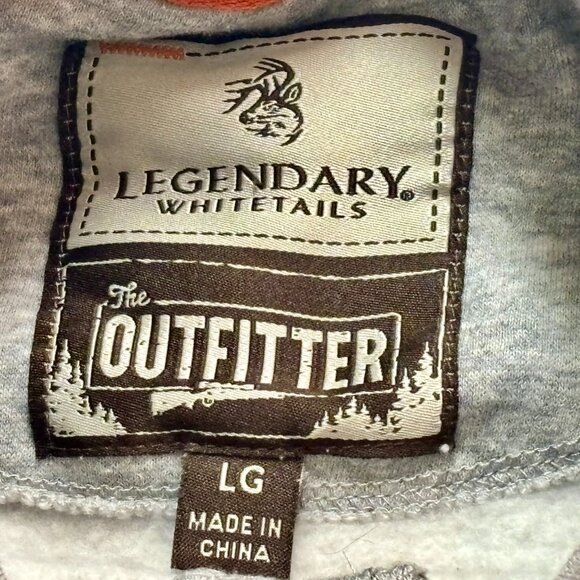 LEGENDARY®
WHITETAILS
The
OUTFITTER
LG
MADE IN
CHINA